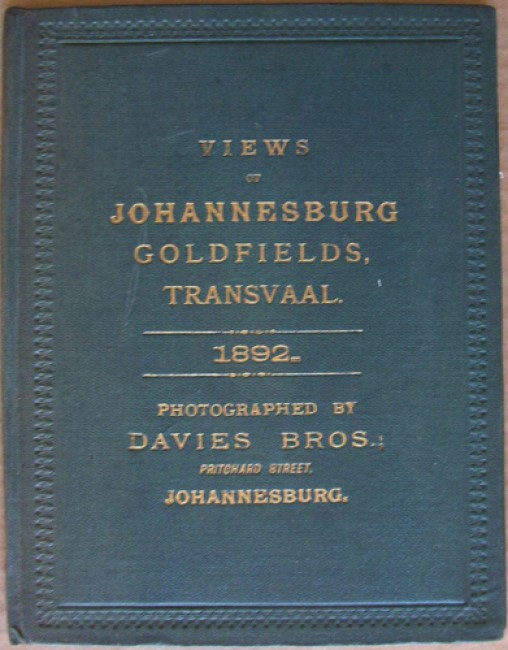 VIEWS
OF
JOHANNESBURG
GOLDFIELDS,
TRANSVAAL.
1892.
PHOTOGRAPHED BY
DAVIES BROS.,
PRITCHARD STREET,
JOHANNESBURG.